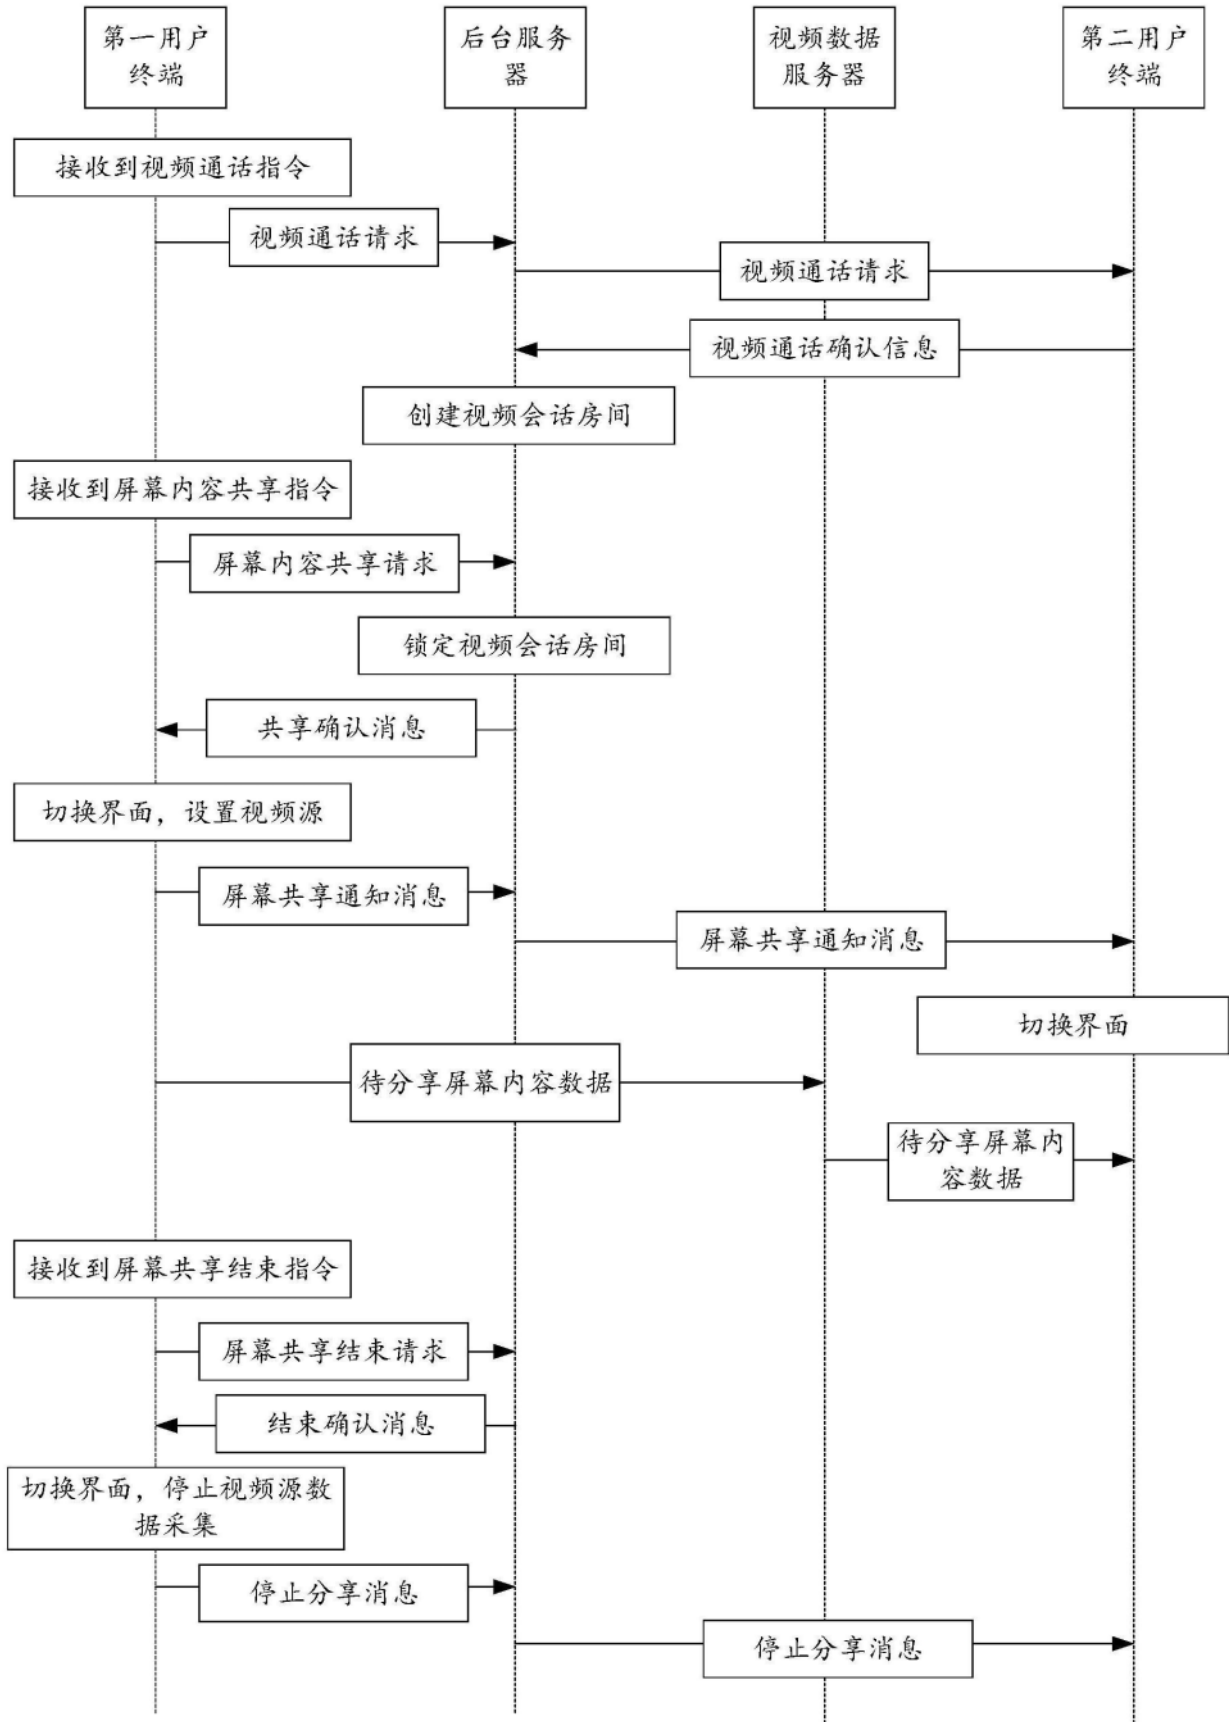 第一用户
终端
后台服务
器
视频数据
服务器
第二用户
终端
接收到视频通话指令
视频通话请求
视频通话请求
视频通话确认信息
创建视频会话房间
接收到屏幕内容共享指令
屏幕内容共享请求
锁定视频会话房间
共享确认消息
切换界面，设置视频源
屏幕共享通知消息
屏幕共享通知消息
切换界面
待分享屏幕内容数据
待分享屏幕内
容数据
接收到屏幕共享结束指令
屏幕共享结束请求
结束确认消息
切换界面，停止视频源数
据采集
停止分享消息
停止分享消息